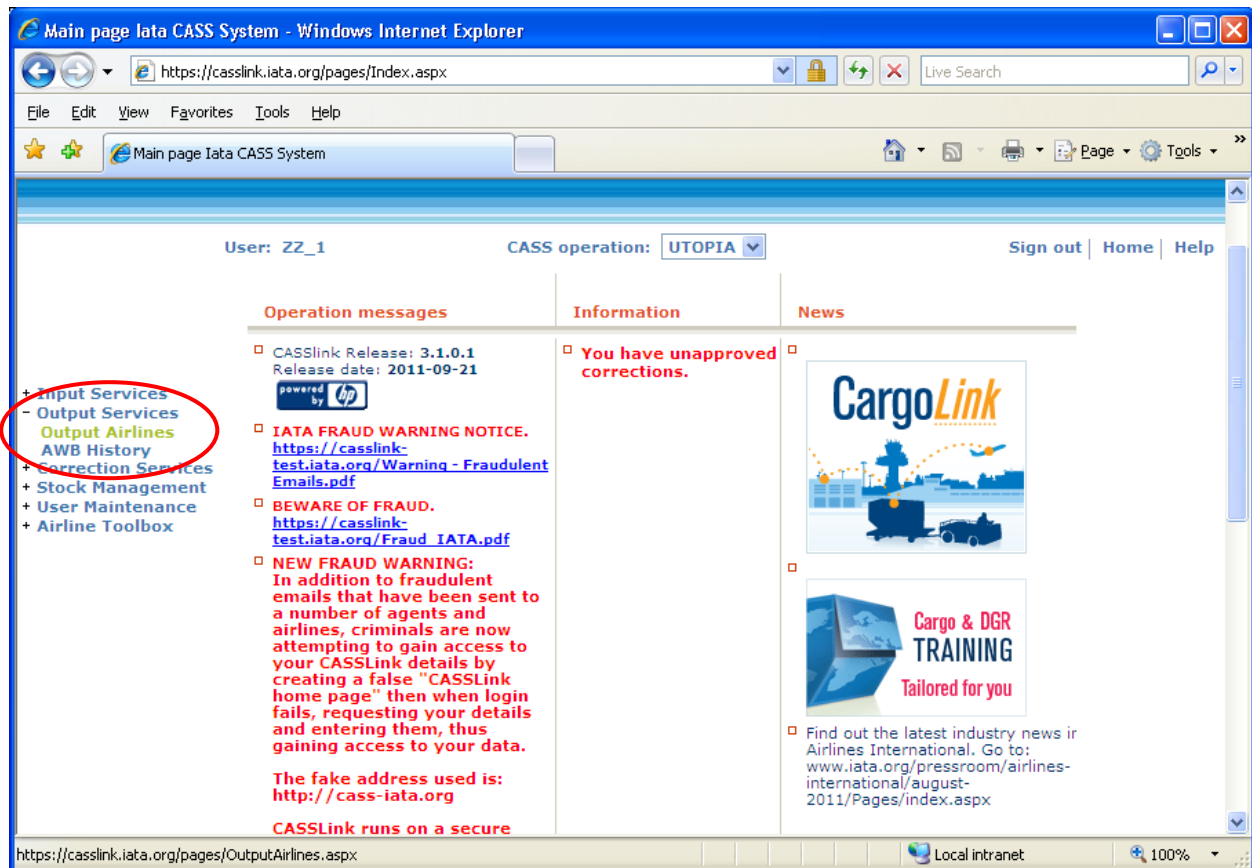 Main page Iata CASS System - Windows Internet Explorer
https://casslink.iata.org/pages/Index.aspx
Live Search
File Edit View Favorites Tools Help
Main page Iata CASS System
Page Tools »
User: ZZ_1 CASS operation: UTOPIA Sign out | Home | Help
+ Input Services
- Output Services
Output Airlines
AWB History
+ Correction Services
+ Stock Management
+ User Maintenance
+ Airline Toolbox
Operation messages
CASSlink Release: 3.1.0.1
Release date: 2011-09-21
powered
by hp
IATA FRAUD WARNING NOTICE.
https://casslink-
test.iata.org/Warning - Fraudulent
Emails.pdf
BEWARE OF FRAUD.
https://casslink-
test.iata.org/Fraud_IATA.pdf
NEW FRAUD WARNING:
In addition to fraudulent
emails that have been sent to
a number of agents and
airlines, criminals are now
attempting to gain access to
your CASSLink details by
creating a false "CASSLink
home page" then when login
fails, requesting your details
and entering them, thus
gaining access to your data.
The fake address used is:
http://cass-iata.org
CASSLink runs on a secure
Information
You have unapproved
corrections.
News
CargoLink
Cargo & DGR
TRAINING
Tailored for you
Find out the latest industry news ir
Airlines International. Go to:
www.iata.org/pressroom/airlines-
international/august-
2011/Pages/index.aspx
https://casslink.iata.org/pages/OutputAirlines.aspx
Local intranet
100%